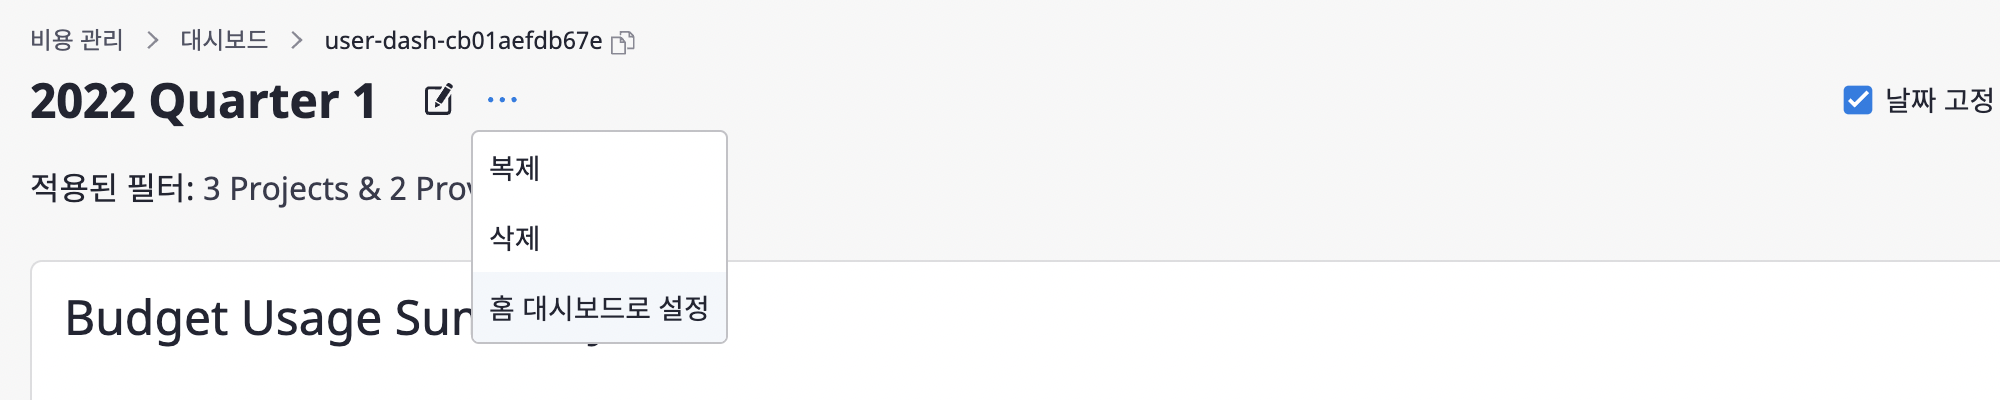 비용 관리 > 대시보드 > user-dash-cb01aefdb67e
2022 Quarter 1 ...
날짜 고정
복제
적용된 필터: 3 Projects & 2
삭제
홈 대시보드로 설정
Budget Usage